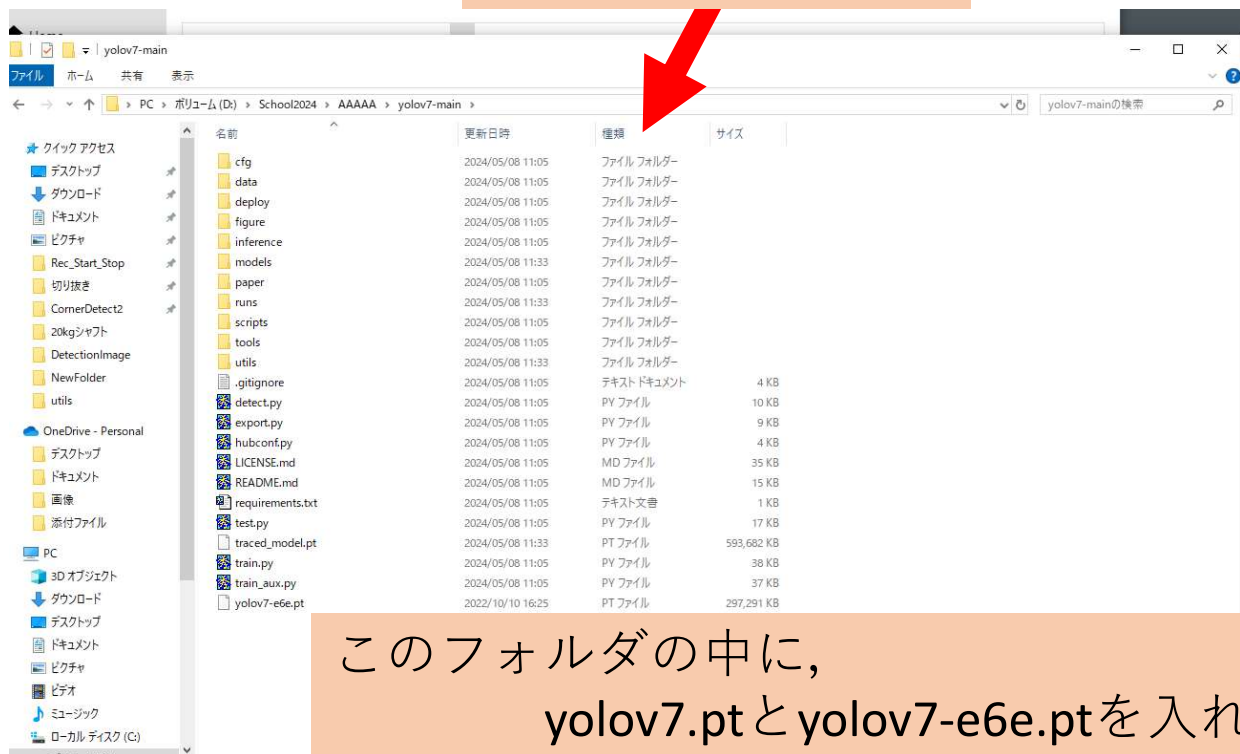 yolov7-main
ファイル ホーム 共有 表示
PC › ボリューム (D:) › School2024 › AAAAA › yolov7-main › yolov7-mainの検索
名前 更新日時 種類 サイズ
クイック アクセス
デスクトップ
ダウンロード
ドキュメント
ピクチャ
Rec_Start_Stop
切り抜き
CornerDetect2
20kgシャフト
DetectionImage
NewFolder
utils
OneDrive - Personal
デスクトップ
ドキュメント
画像
添付ファイル
PC
3D オブジェクト
ダウンロード
デスクトップ
ドキュメント
ピクチャ
ビデオ
ミュージック
ローカル ディスク (C:)
cfg 2024/05/08 11:05 ファイル フォルダー
data 2024/05/08 11:05 ファイル フォルダー
deploy 2024/05/08 11:05 ファイル フォルダー
figure 2024/05/08 11:05 ファイル フォルダー
inference 2024/05/08 11:05 ファイル フォルダー
models 2024/05/08 11:33 ファイル フォルダー
paper 2024/05/08 11:05 ファイル フォルダー
runs 2024/05/08 11:33 ファイル フォルダー
scripts 2024/05/08 11:05 ファイル フォルダー
tools 2024/05/08 11:05 ファイル フォルダー
utils 2024/05/08 11:33 ファイル フォルダー
.gitignore 2024/05/08 11:05 テキスト ドキュメント 4 KB
detect.py 2024/05/08 11:05 PY ファイル 10 KB
export.py 2024/05/08 11:05 PY ファイル 9 KB
hubconf.py 2024/05/08 11:05 PY ファイル 4 KB
LICENSE.md 2024/05/08 11:05 MD ファイル 35 KB
README.md 2024/05/08 11:05 MD ファイル 15 KB
requirements.txt 2024/05/08 11:05 テキスト文書 1 KB
test.py 2024/05/08 11:05 PY ファイル 17 KB
traced_model.pt 2024/05/08 11:33 PT ファイル 593,682 KB
train.py 2024/05/08 11:05 PY ファイル 38 KB
train_aux.py 2024/05/08 11:05 PY ファイル 37 KB
yolov7-e6e.pt 2022/10/10 16:25 PT ファイル 297,291 KB
このフォルダの中に,
yolov7.ptとyolov7-e6e.ptを入れ